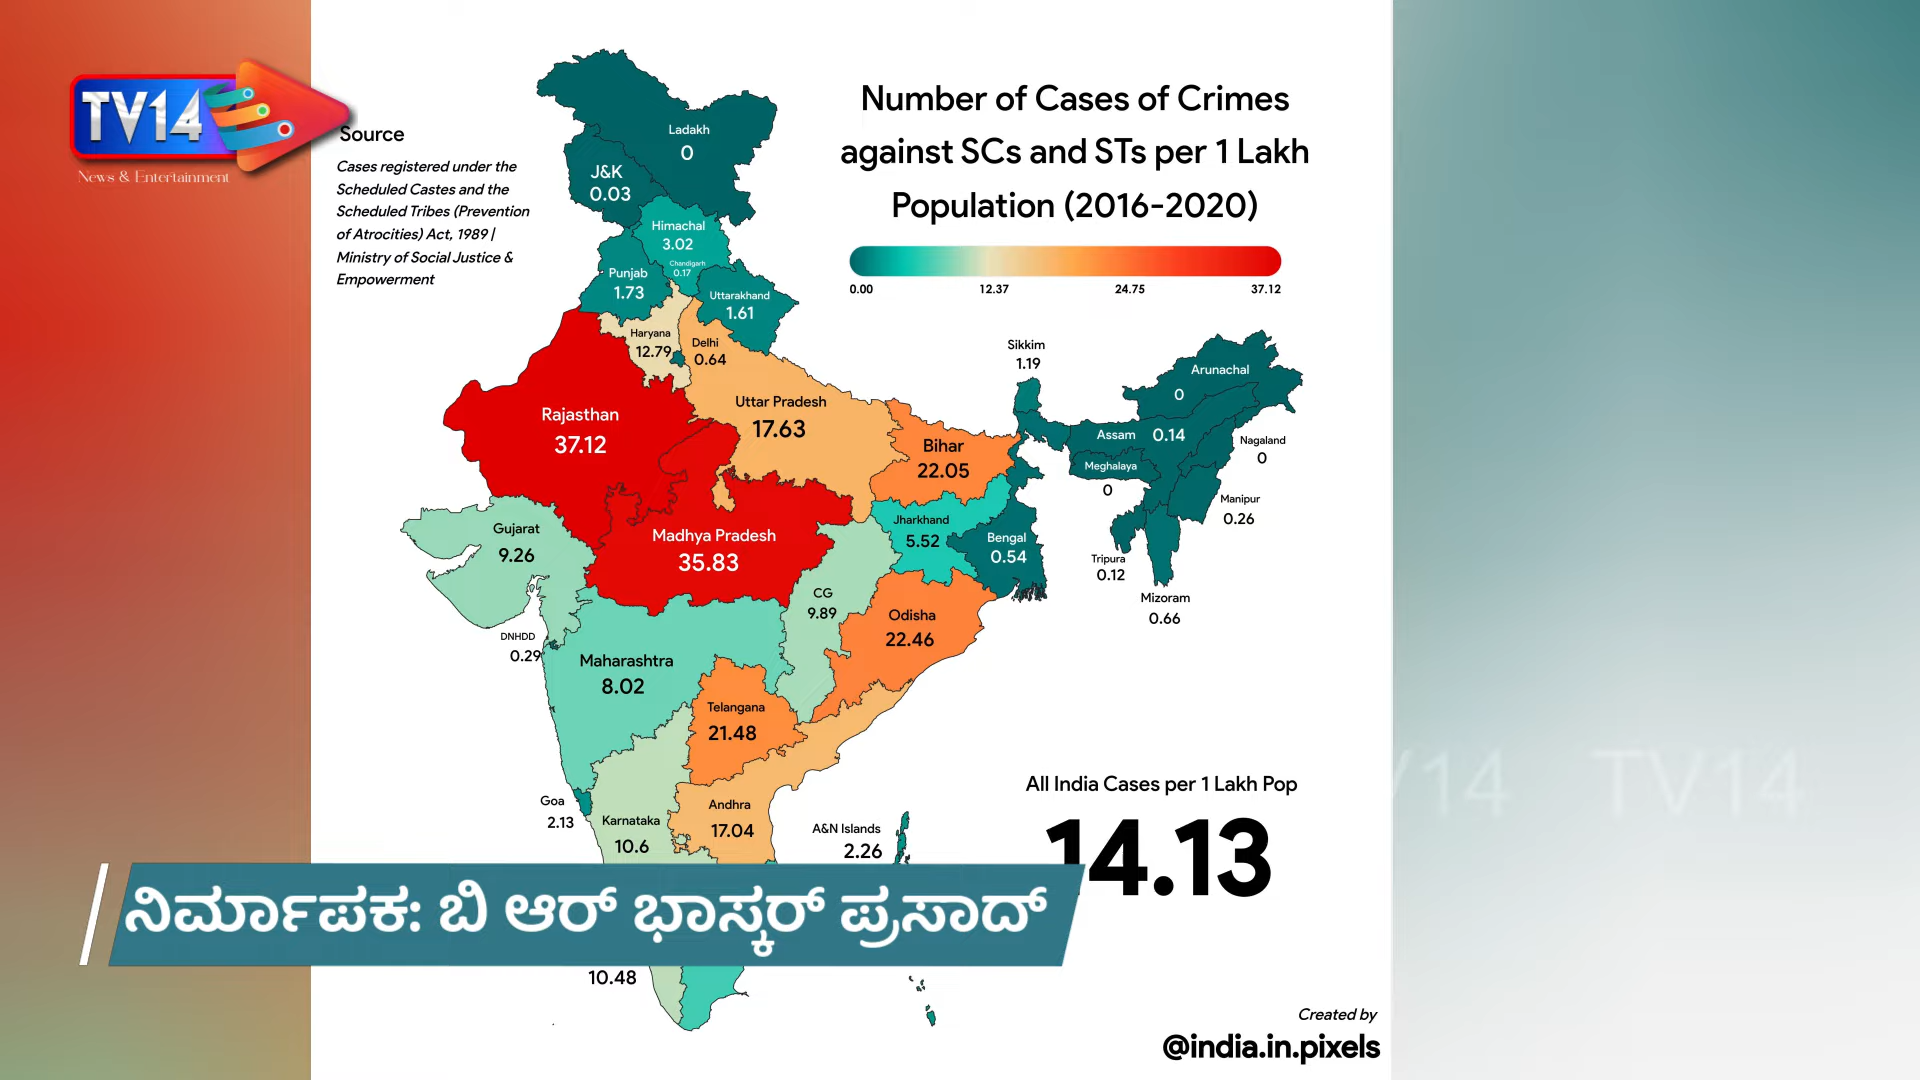 TV14
News & Entertainment
Source
Cases registered under the
Scheduled Castes and the
Scheduled Tribes (Prevention
of Atrocities) Act, 1989 |
Ministry of Social Justice &
Empowerment
Number of Cases of Crimes
against SCs and STs per 1 Lakh
Population (2016-2020)
0.00 12.37 24.75 37.12
Ladakh
0
J&K
0.03
Himachal
3.02
Chandigarh
0.17
Punjab
1.73
Uttarakhand
1.61
Haryana
12.79
Delhi
0.64
Rajasthan
37.12
Uttar Pradesh
17.63
Bihar
22.05
Sikkim
1.19
Arunachal
0
Assam 0.14
Nagaland
0
Meghalaya
0
Manipur
0.26
Tripura
0.12
Mizoram
0.66
Gujarat
9.26
Madhya Pradesh
35.83
Jharkhand
5.52
Bengal
0.54
CG
9.89
Odisha
22.46
DNHDD
0.29
Maharashtra
8.02
Telangana
21.48
Goa
2.13
Karnataka
10.6
Andhra
17.04
A&N Islands
2.26
All India Cases per 1 Lakh Pop
14.13
V14 TV14
ನಿರ್ಮಾಪಕ: ಬಿ ಆರ್ ಭಾಸ್ಕರ್ ಪ್ರಸಾದ್
10.48
Created by
@india.in.pixels